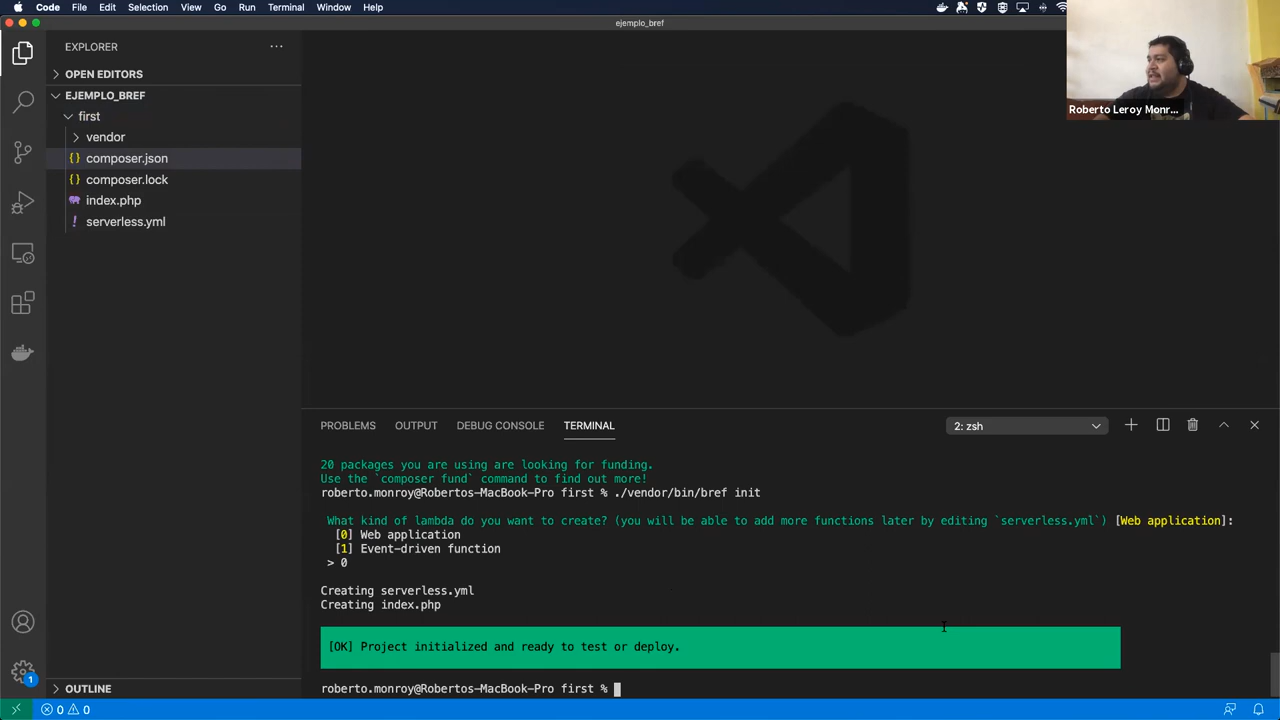 Code File Edit Selection View Go Run Terminal Window Help
ejemplo_bref
Roberto Leroy Monr...
EXPLORER
OPEN EDITORS
EJEMPLO_BREF
first
vendor
{} composer.json
{} composer.lock
index.php
! serverless.yml
OUTLINE
1
PROBLEMS OUTPUT DEBUG CONSOLE TERMINAL
2: zsh
20 packages you are using are looking for funding.
Use the `composer fund` command to find out more!
roberto.monroy@Robertos-MacBook-Pro first % ./vendor/bin/bref init
What kind of lambda do you want to create? (you will be able to add more functions later by editing `serverless.yml`) [Web application]:
[0] Web application
[1] Event-driven function
> 0
Creating serverless.yml
Creating index.php
[OK] Project initialized and ready to test or deploy.
roberto.monroy@Robertos-MacBook-Pro first %
0 0